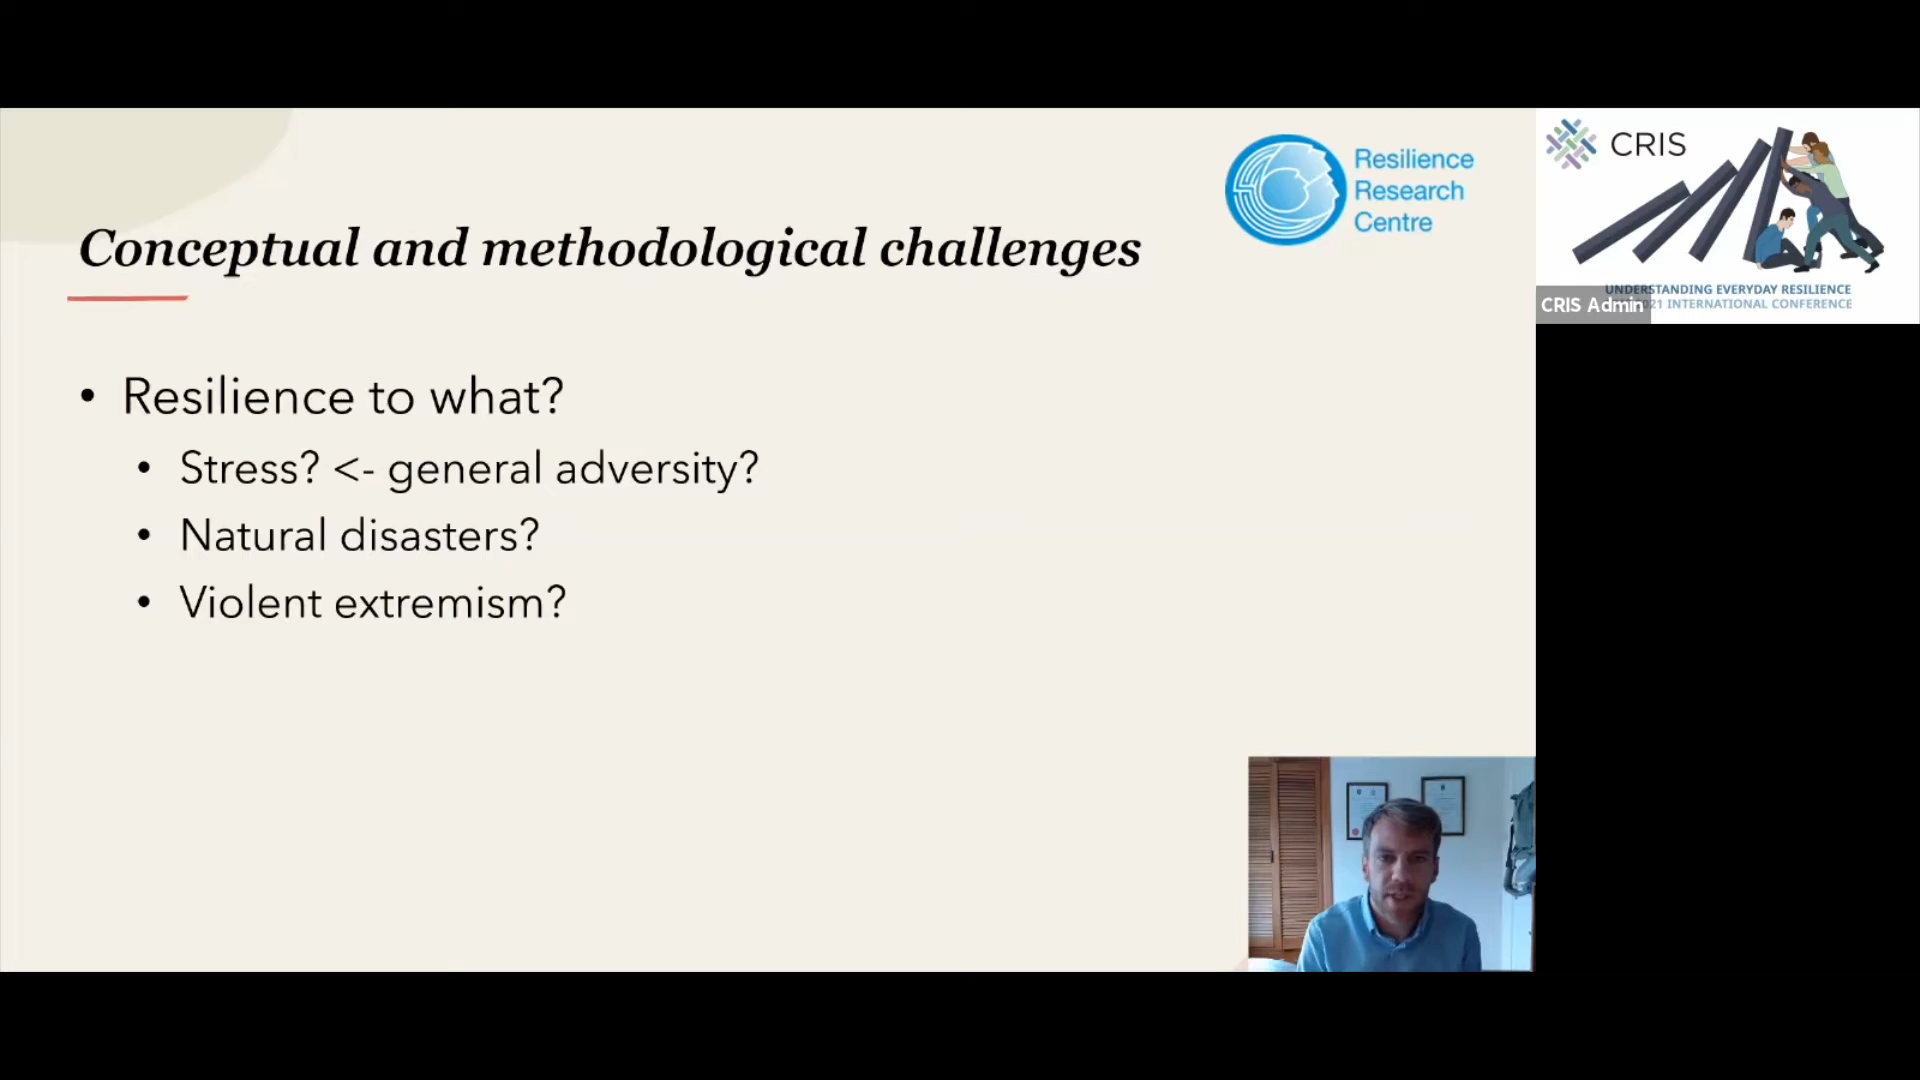 Conceptual and methodological challenges
• Resilience to what?
• Stress? <- general adversity?
• Natural disasters?
• Violent extremism?
Resilience
Research
Centre
CRIS
UNDERSTANDING EVERYDAY RESILIENCE
21 INTERNATIONAL CONFERENCE
CRIS Admin